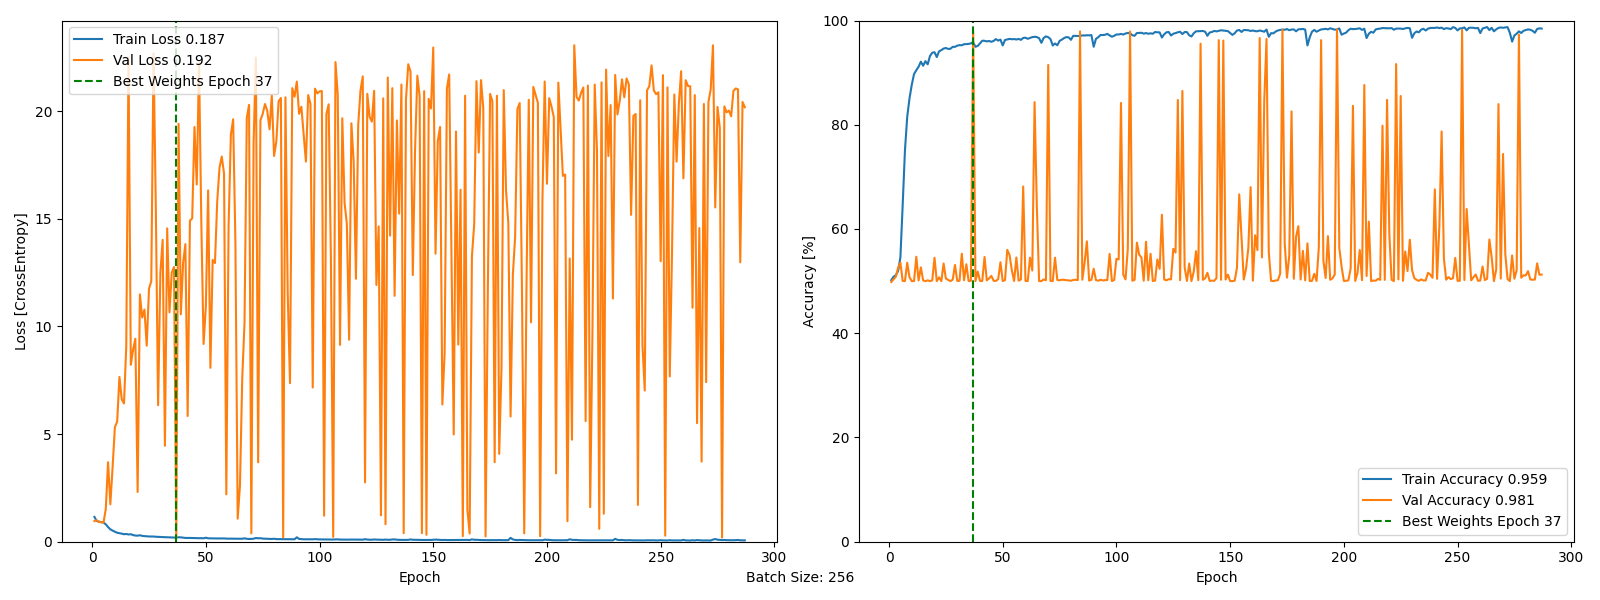 Train Loss 0.187
Val Loss 0.192
Best Weights Epoch 37
Loss [CrossEntropy]
20
15
10
5
0
0 50 100 150 200 250 300
Epoch
Batch Size: 256
Accuracy [%]
100
80
60
40
20
0
Train Accuracy 0.959
Val Accuracy 0.981
Best Weights Epoch 37
0 50 100 150 200 250 300
Epoch